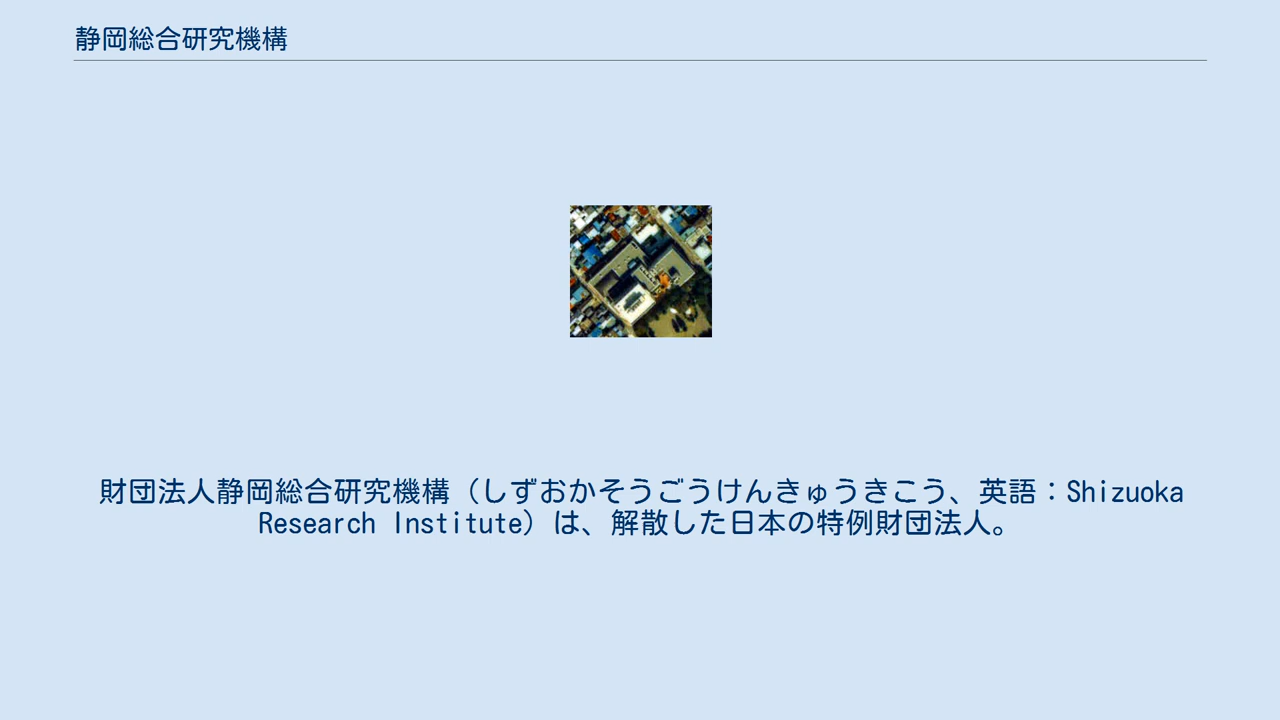 静岡総合研究機構
財団法人静岡総合研究機構（しずおかそうごうけんきゅうきこう、英語：Shizuoka
Research Institute）は、解散した日本の特例財団法人。